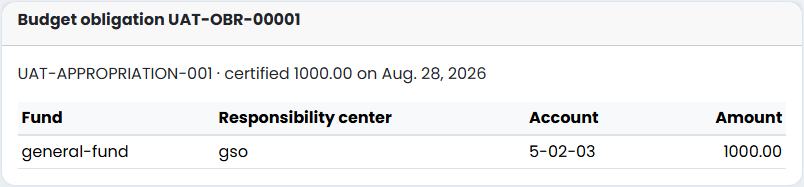 Budget obligation UAT-OBR-00001
UAT-APPROPRIATION-001 · certified 1000.00 on Aug. 28, 2026
Fund Responsibility center Account Amount
general-fund gso 5-02-03 1000.00